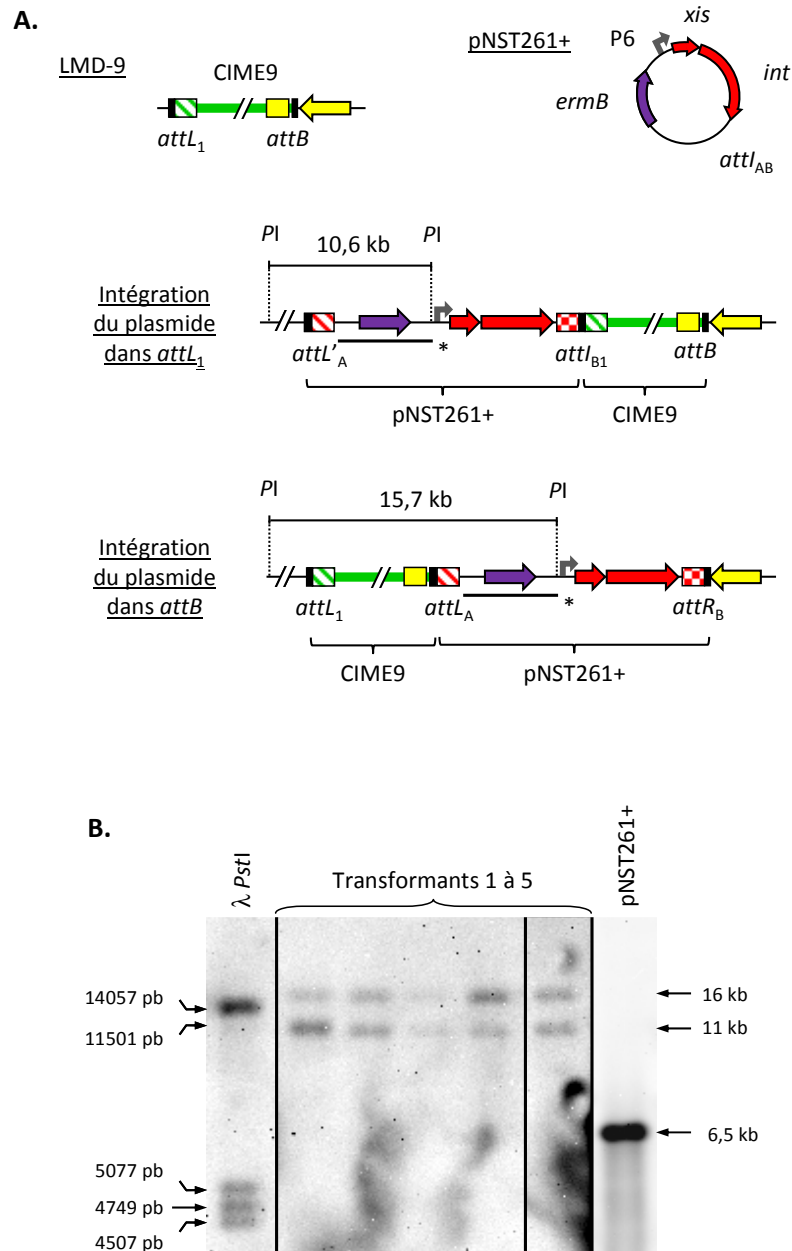 A.
LMD-9
CIME9
attL1
attB
pNST261+
P6
xis
int
ermB
attIAB
Intégration
du plasmide
dans attL1
PI
10,6 kb
PI
attL’A
*
attIB1
attB
pNST261+
CIME9
Intégration
du plasmide
dans attB
PI
15,7 kb
PI
attL1
attLA
*
attRB
CIME9
pNST261+
B.
λ PstI
Transformants 1 à 5
pNST261+
14057 pb
11501 pb
5077 pb
4749 pb
4507 pb
16 kb
11 kb
6,5 kb